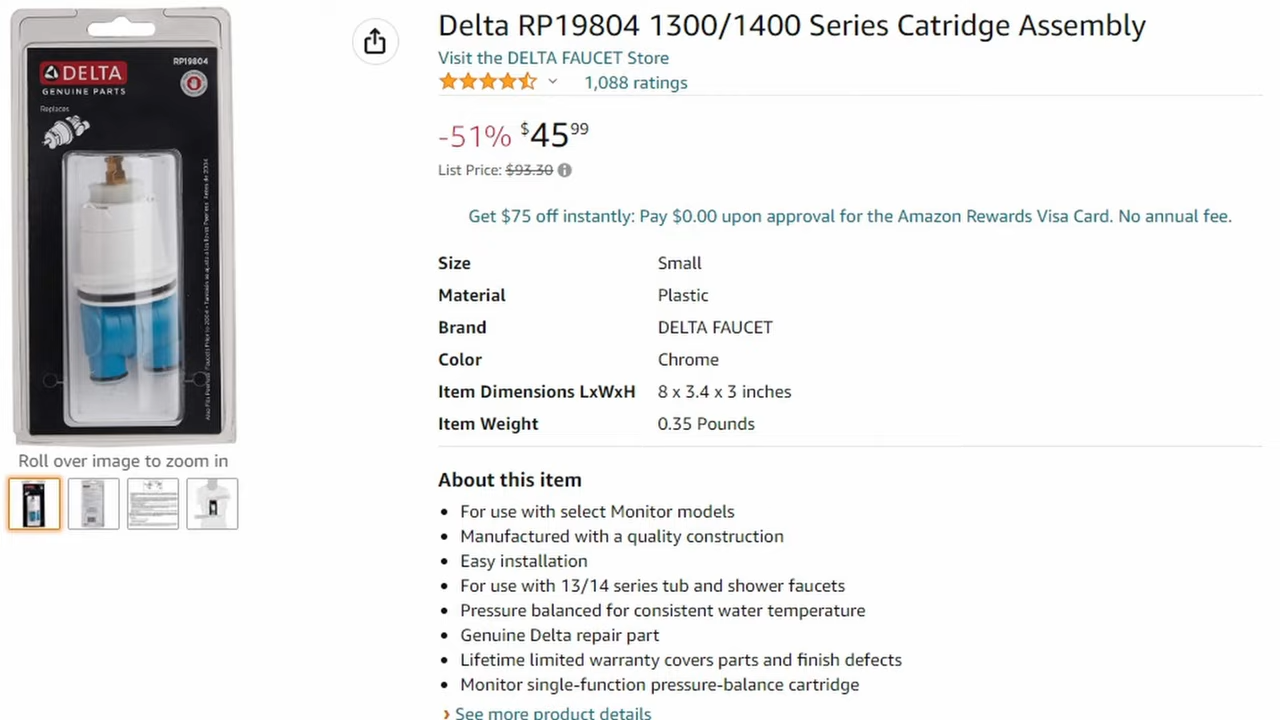 Delta RP19804 1300/1400 Series Catridge Assembly
Visit the DELTA FAUCET Store
1,088 ratings
-51% $45 99
List Price: $93.30
Get $75 off instantly: Pay $0.00 upon approval for the Amazon Rewards Visa Card. No annual fee.
Size Small
Material Plastic
Brand DELTA FAUCET
Color Chrome
Item Dimensions LxWxH 8 x 3.4 x 3 inches
Item Weight 0.35 Pounds
About this item
For use with select Monitor models
Manufactured with a quality construction
Easy installation
For use with 13/14 series tub and shower faucets
Pressure balanced for consistent water temperature
Genuine Delta repair part
Lifetime limited warranty covers parts and finish defects
Monitor single-function pressure-balance cartridge
› See more product details
RP19804
DELTA
GENUINE PARTS
Replaces
Roll over image to zoom in